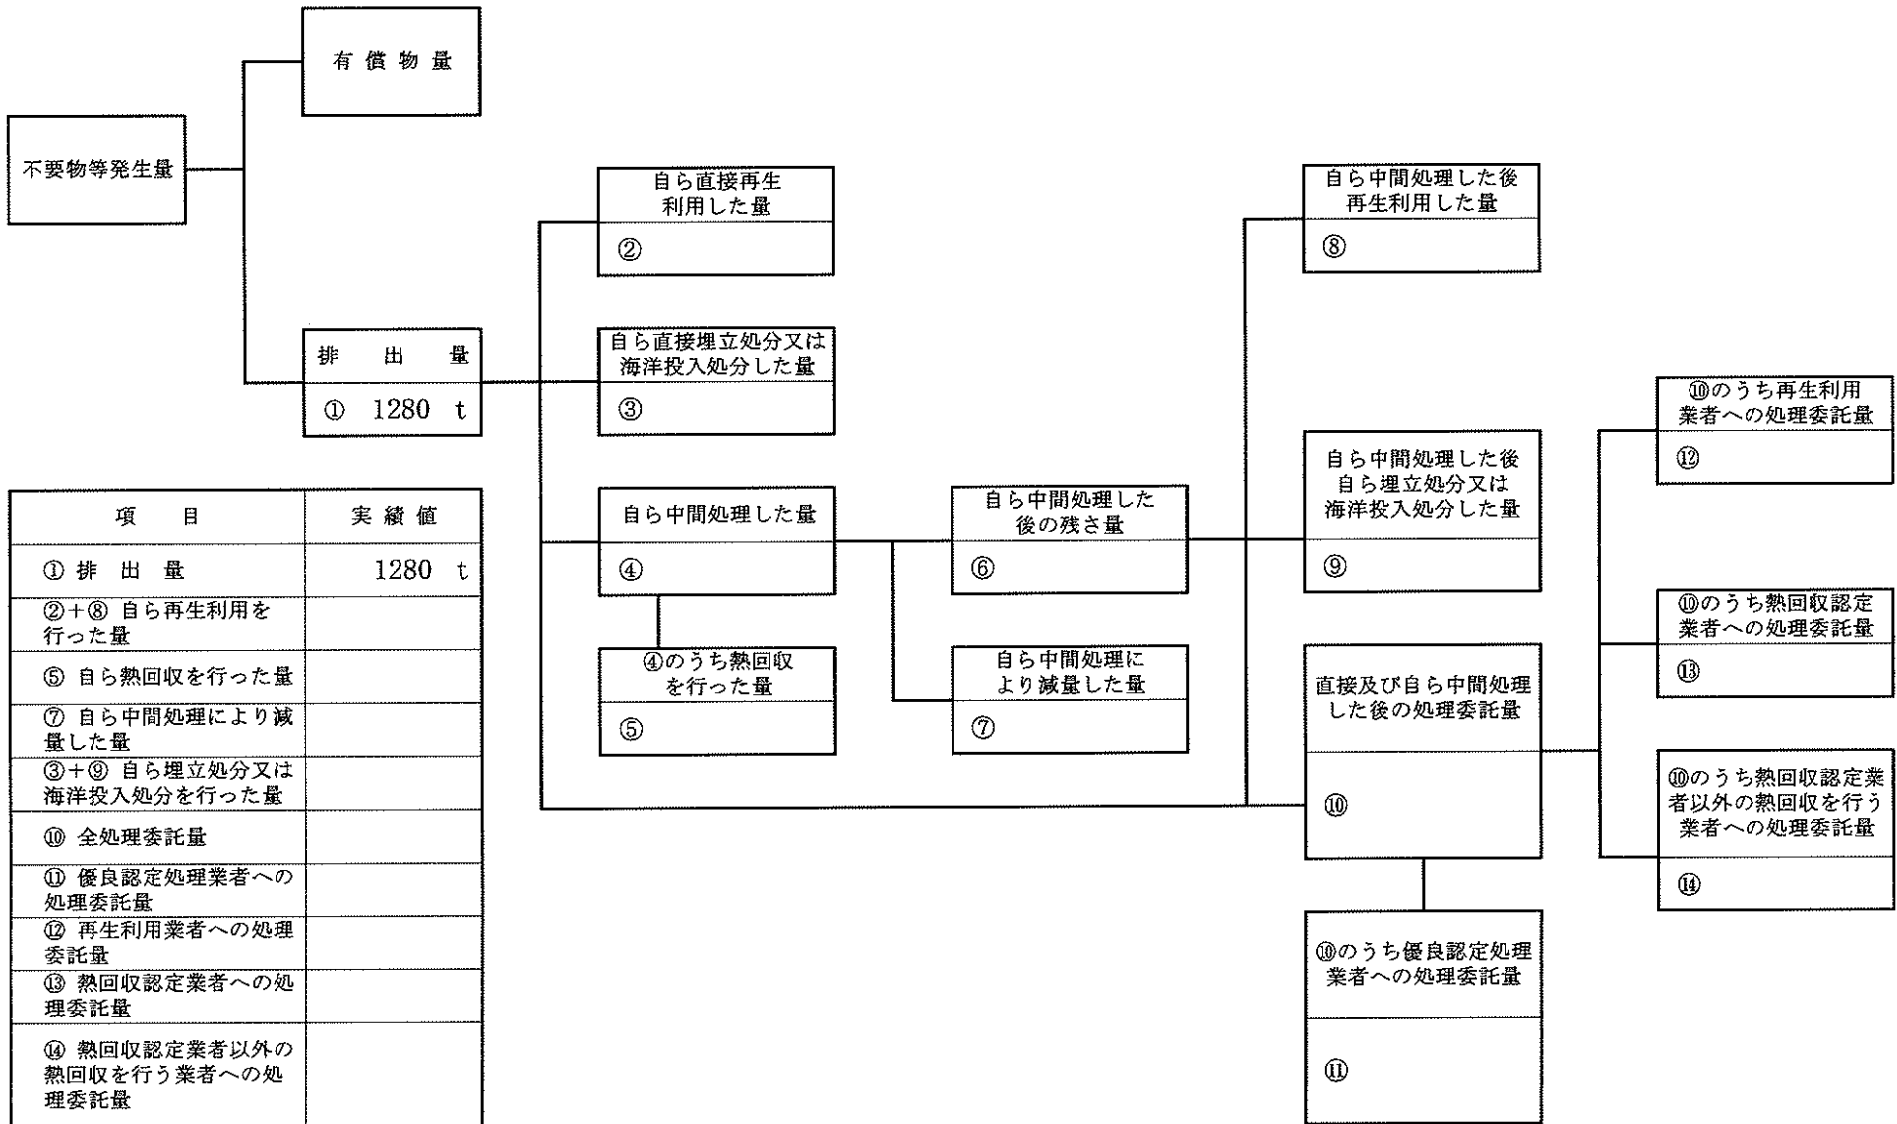 有 償 物 量
不要物等発生量
自ら直接再生
利用した量
②
自ら中間処理した後
再生利用した量
⑧
排 出 量
① 1280 t
自ら直接埋立処分又は
海洋投入処分した量
③
⑩のうち再生利用
業者への処理委託量
⑫
自ら中間処理した後
自ら埋立処分又は
海洋投入処分した量
⑨
自ら中間処理した量
④
自ら中間処理した
後の残さ量
⑥
⑩のうち熱回収認定
業者への処理委託量
⑬
④のうち熱回収
を行った量
⑤
自ら中間処理に
より減量した量
⑦
直接及び自ら中間処理
した後の処理委託量
⑩
⑩のうち熱回収認定業
者以外の熱回収を行う
業者への処理委託量
⑭
⑩のうち優良認定処理
業者への処理委託量
⑪
項 目 実 績 値
① 排 出 量 1280 t
②+⑧ 自ら再生利用を
行った量
⑤ 自ら熱回収を行った量
⑦ 自ら中間処理により減
量した量
③+⑨ 自ら埋立処分又は
海洋投入処分を行った量
⑩ 全処理委託量
⑪ 優良認定処理業者への
処理委託量
⑫ 再生利用業者への処理
委託量
⑬ 熱回収認定業者への処
理委託量
⑭ 熱回収認定業者以外の
熱回収を行う業者への処
理委託量